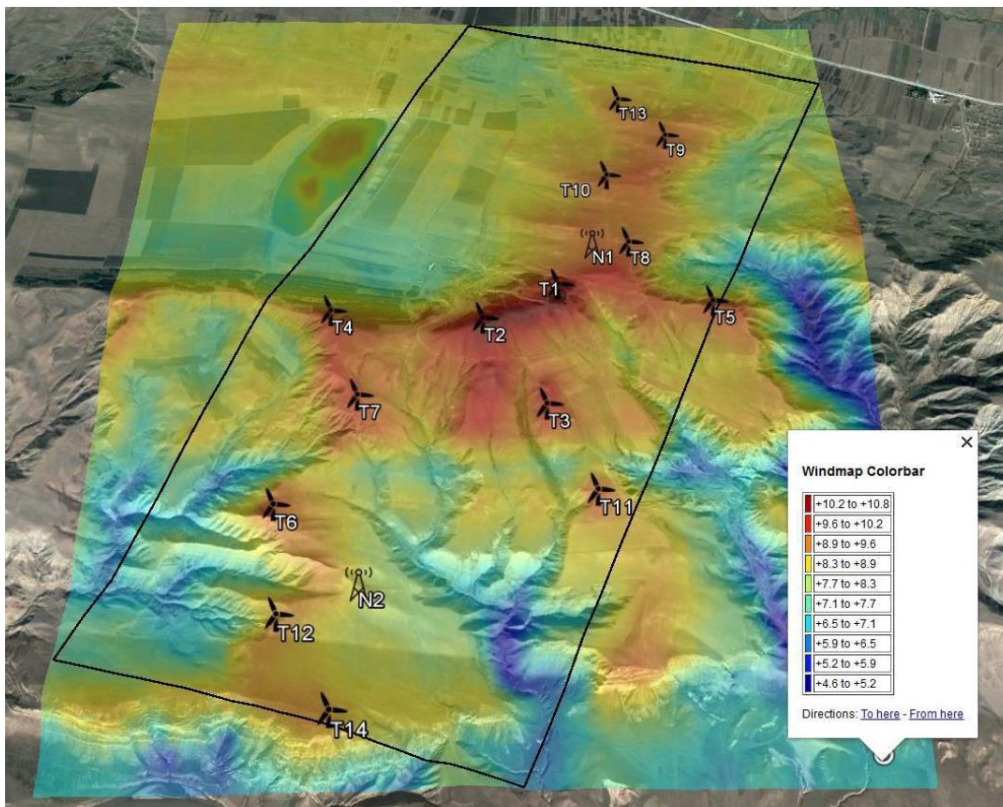 T13
T9
T10
N1
T8
T1
T5
T4
T2
T7
T3
T6
T11
N2
T12
T14
Windmap Colorbar
+10.2 to +10.8
+9.6 to +10.2
+8.9 to +9.6
+8.3 to +8.9
+7.7 to +8.3
+7.1 to +7.7
+6.5 to +7.1
+5.9 to +6.5
+5.2 to +5.9
+4.6 to +5.2
Directions: To here - From here